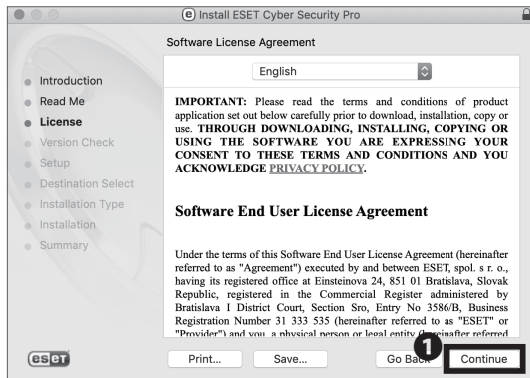 Install ESET Cyber Security Pro
Software License Agreement
Introduction
Read Me
License
Version Check
Setup
Destination Select
Installation Type
Installation
Summary
English
IMPORTANT: Please read the terms and conditions of product
application set out below carefully prior to download, installation, copy or
use. THROUGH DOWNLOADING, INSTALLING, COPYING OR
USING THE SOFTWARE YOU ARE EXPRESSING YOUR
CONSENT TO THESE TERMS AND CONDITIONS AND YOU
ACKNOWLEDGE PRIVACY POLICY.
Software End User License Agreement
Under the terms of this Software End User License Agreement (hereinafter
referred to as "Agreement") executed by and between ESET, spol. s r. o.,
having its registered office at Einsteinova 24, 851 01 Bratislava, Slovak
Republic, registered in the Commercial Register administered by
Bratislava I District Court, Section Sro, Entry No 3586/B, Business
Registration Number 31 333 535 (hereinafter referred to as "ESET" or
"Provider") and you, a physical person or legal entity (hereinafter referred
eseT
Print...
Save...
Go Back
1
Continue